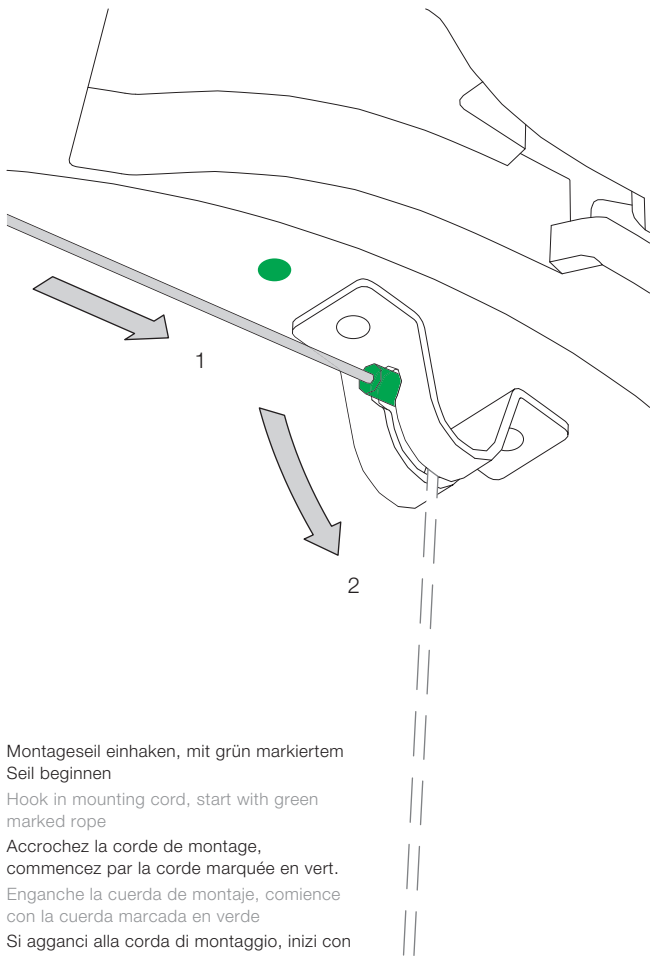 1
2
Montageseil einhaken, mit grün markiertem
Seil beginnen
Hook in mounting cord, start with green
marked rope
Accrochez la corde de montage,
commencez par la corde marquée en vert.
Enganche la cuerda de montaje, comience
con la cuerda marcada en verde
Si agganci alla corda di montaggio, inizi con